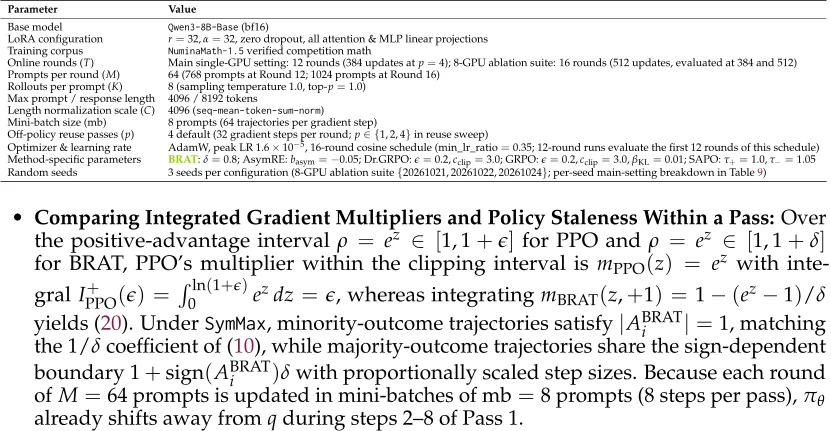 Parameter Value
Base model Qwen3-8B-Base (bf16)
LoRA configuration r = 32, α = 32, zero dropout, all attention & MLP linear projections
Training corpus NuminaMath-1.5 verified competition math
Online rounds (T) Main single-GPU setting: 12 rounds (384 updates at p = 4); 8-GPU ablation suite: 16 rounds (512 updates, evaluated at 384 and 512)
Prompts per round (M) 64 (768 prompts at Round 12; 1024 prompts at Round 16)
Rollouts per prompt (K) 8 (sampling temperature 1.0, top-p = 1.0)
Max prompt / response length 4096 / 8192 tokens
Length normalization scale (C) 4096 (seq-mean-token-sum-norm)
Mini-batch size (mb) 8 prompts (64 trajectories per gradient step)
Off-policy reuse passes (p) 4 default (32 gradient steps per round; p ∈ {1, 2, 4} in reuse sweep)
Optimizer & learning rate AdamW, peak LR 1.6 × 10⁻⁵, 16-round cosine schedule (min_lr_ratio = 0.35; 12-round runs evaluate the first 12 rounds of this schedule)
Method-specific parameters BRAT: δ = 0.8; AsymRE: b_asym = −0.05; Dr.GRPO: ϵ = 0.2, c_clip = 3.0; GRPO: ϵ = 0.2, c_clip = 3.0, β_KL = 0.01; SAPO: τ₊ = 1.0, τ₋ = 1.05
Random seeds 3 seeds per configuration (8-GPU ablation suite {20261021, 20261022, 20261024}; per-seed main-setting breakdown in Table 9)
• Comparing Integrated Gradient Multipliers and Policy Staleness Within a Pass: Over
the positive-advantage interval ρ = e^z ∈ [1, 1 + ϵ] for PPO and ρ = e^z ∈ [1, 1 + δ]
for BRAT, PPO's multiplier within the clipping interval is m_PPO(z) = e^z with inte-
gral I⁺_PPO(ϵ) = ∫₀^{ln(1+ϵ)} e^z dz = ϵ, whereas integrating m_BRAT(z, +1) = 1 − (e^z − 1)/δ
yields (20). Under SymMax, minority-outcome trajectories satisfy |A_i^BRAT| = 1, matching
the 1/δ coefficient of (10), while majority-outcome trajectories share the sign-dependent
boundary 1 + sign(A_i^BRAT)δ with proportionally scaled step sizes. Because each round
of M = 64 prompts is updated in mini-batches of mb = 8 prompts (8 steps per pass), π_θ
already shifts away from q during steps 2–8 of Pass 1.